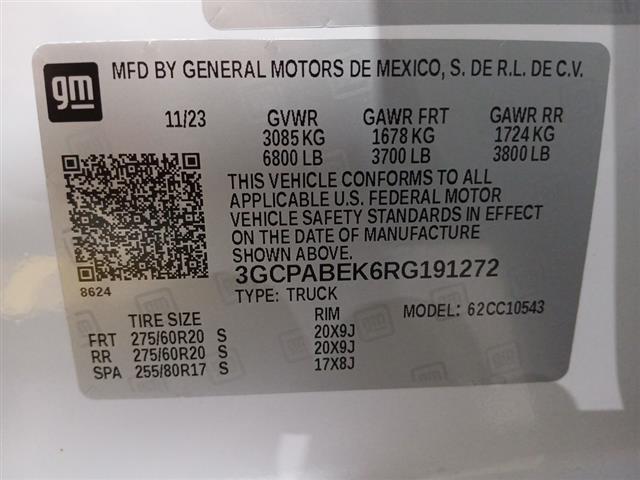 gm
MFD BY GENERAL MOTORS DE MEXICO, S. DE R.L. DE C.V.
11/23 GVWR GAWR FRT GAWR RR
3085 KG 1678 KG 1724 KG
6800 LB 3700 LB 3800 LB
THIS VEHICLE CONFORMS TO ALL
APPLICABLE U.S. FEDERAL MOTOR
VEHICLE SAFETY STANDARDS IN EFFECT
ON THE DATE OF MANUFACTURE
SHOWN ABOVE.
8624
3GCPABEK6RG191272
TYPE: TRUCK MODEL: 62CC10543
TIRE SIZE RIM
FRT 275/60R20 S 20X9J
RR 275/60R20 S 20X9J
SPA 255/80R17 S 17X8J